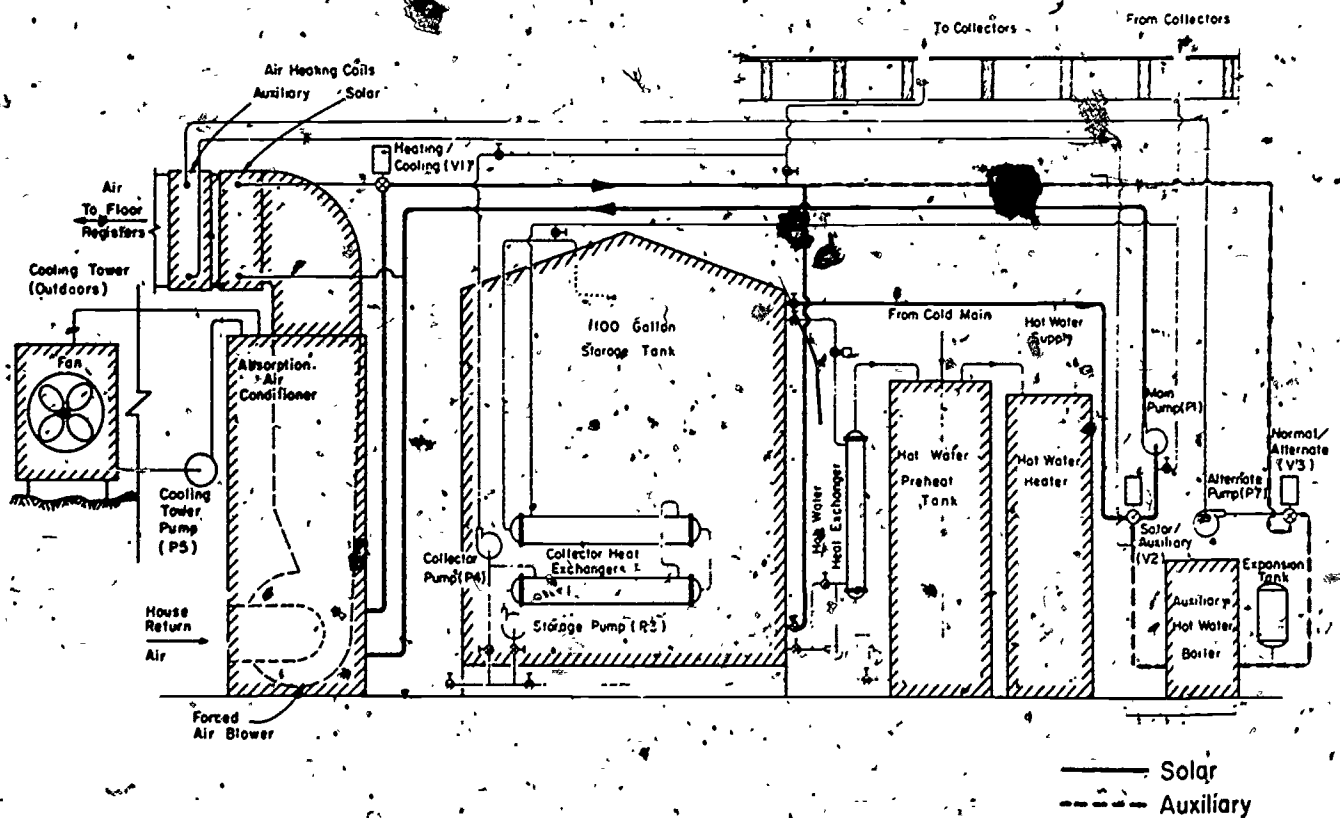 To Collectors
From Collectors
Air Heating Coils
Auxiliary
Solar
Heating/
Cooling (V1)
Air
To Floor
Registers
Cooling Tower
(Outdoors)
Fan
Absorption
Air
Conditioner
1100 Gallon
Storage Tank
From Cold Main
Hot Water
Supply
Main
Pump(P1)
Normal/
Alternate
(V3)
Alternate
Pump(P7)
Hot Water
Preheat
Tank
Hot Water
Heater
Hot Water
Heat Exchanger
Cooling
Tower
Pump
(P5)
Collector
Pump(P4)
Collector Heat
Exchangers
Storage Pump (P3)
Solar/
Auxiliary
(V2)
Expansion
Tank
Auxiliary
Hot Water
Boiler
House
Return
Air
Forced
Air Blower
Solar
Auxiliary